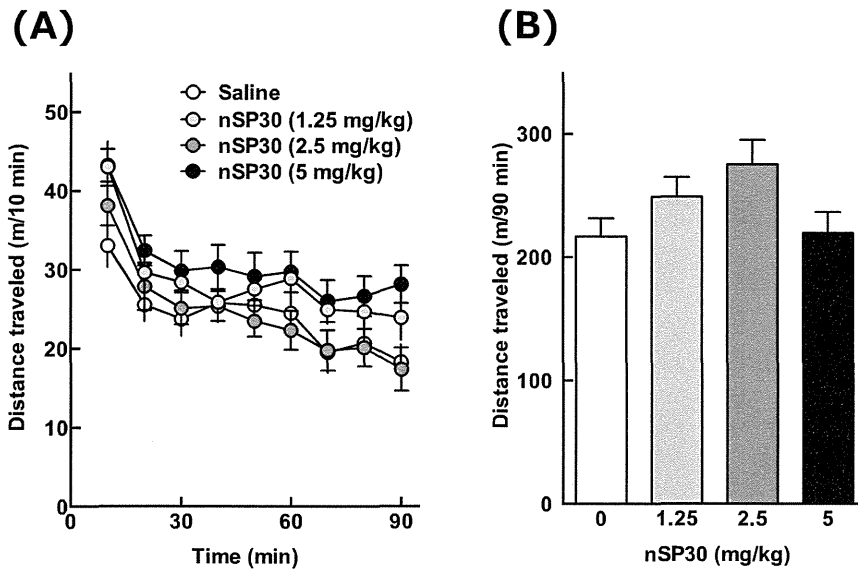 (A)
Distance traveled (m/10 min)
50
40
30
20
10
0
Saline
nSP30 (1.25 mg/kg)
nSP30 (2.5 mg/kg)
nSP30 (5 mg/kg)
0 30 60 90
Time (min)
(B)
Distance traveled (m/90 min)
300
200
100
0
0 1.25 2.5 5
nSP30 (mg/kg)